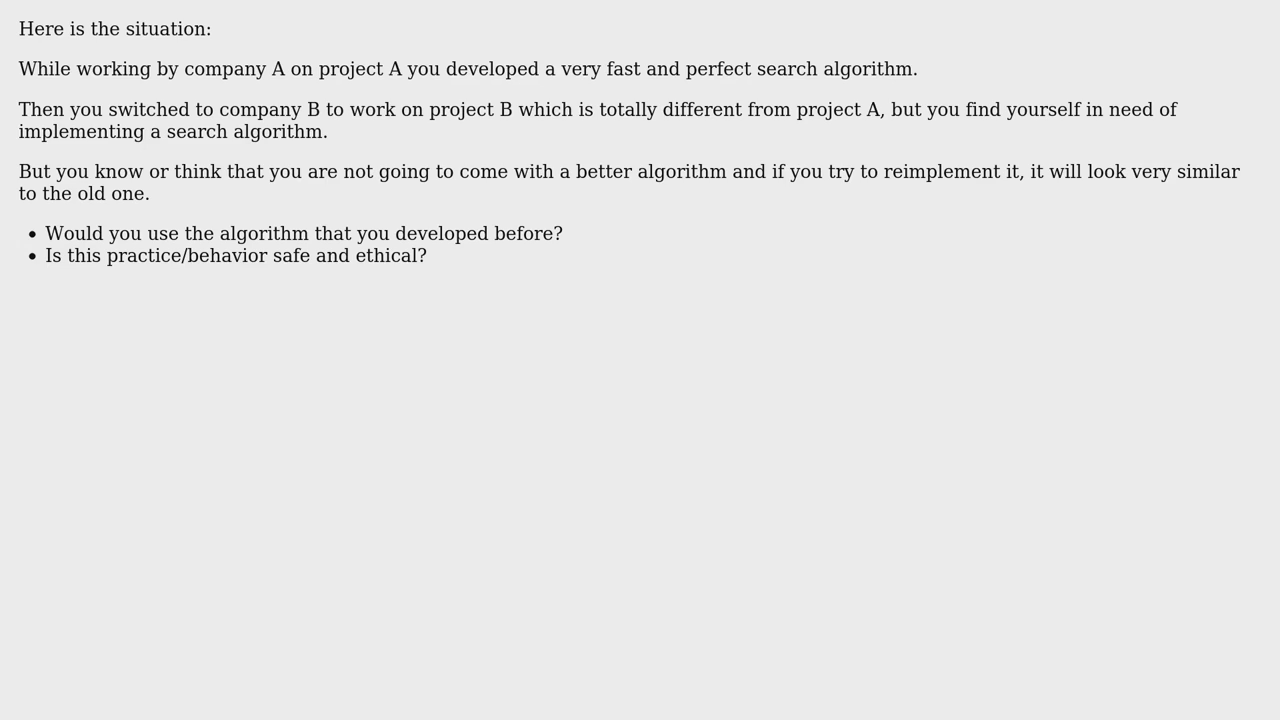 Here is the situation:
While working by company A on project A you developed a very fast and perfect search algorithm.
Then you switched to company B to work on project B which is totally different from project A, but you find yourself in need of
implementing a search algorithm.
But you know or think that you are not going to come with a better algorithm and if you try to reimplement it, it will look very similar
to the old one.
• Would you use the algorithm that you developed before?
• Is this practice/behavior safe and ethical?